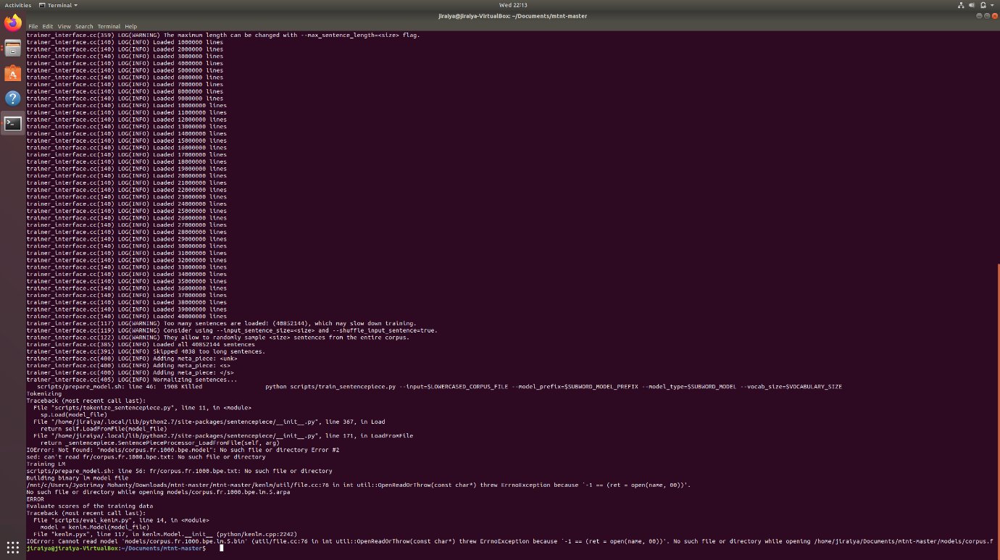 Activities Terminal Wed 22:13
jiraiya@jiraiya-VirtualBox: ~/Documents/mtnt-master
File Edit View Search Terminal Help
trainer_interface.cc(359) LOG(WARNING) The maximum length can be changed with --max_sentence_length=<size> flag.
trainer_interface.cc(140) LOG(INFO) Loaded 1000000 lines
trainer_interface.cc(140) LOG(INFO) Loaded 2000000 lines
trainer_interface.cc(140) LOG(INFO) Loaded 3000000 lines
trainer_interface.cc(140) LOG(INFO) Loaded 4000000 lines
trainer_interface.cc(140) LOG(INFO) Loaded 5000000 lines
trainer_interface.cc(140) LOG(INFO) Loaded 6000000 lines
trainer_interface.cc(140) LOG(INFO) Loaded 7000000 lines
trainer_interface.cc(140) LOG(INFO) Loaded 8000000 lines
trainer_interface.cc(140) LOG(INFO) Loaded 9000000 lines
trainer_interface.cc(140) LOG(INFO) Loaded 10000000 lines
trainer_interface.cc(140) LOG(INFO) Loaded 11000000 lines
trainer_interface.cc(140) LOG(INFO) Loaded 12000000 lines
trainer_interface.cc(140) LOG(INFO) Loaded 13000000 lines
trainer_interface.cc(140) LOG(INFO) Loaded 14000000 lines
trainer_interface.cc(140) LOG(INFO) Loaded 15000000 lines
trainer_interface.cc(140) LOG(INFO) Loaded 16000000 lines
trainer_interface.cc(140) LOG(INFO) Loaded 17000000 lines
trainer_interface.cc(140) LOG(INFO) Loaded 18000000 lines
trainer_interface.cc(140) LOG(INFO) Loaded 19000000 lines
trainer_interface.cc(140) LOG(INFO) Loaded 20000000 lines
trainer_interface.cc(140) LOG(INFO) Loaded 21000000 lines
trainer_interface.cc(140) LOG(INFO) Loaded 22000000 lines
trainer_interface.cc(140) LOG(INFO) Loaded 23000000 lines
trainer_interface.cc(140) LOG(INFO) Loaded 24000000 lines
trainer_interface.cc(140) LOG(INFO) Loaded 25000000 lines
trainer_interface.cc(140) LOG(INFO) Loaded 26000000 lines
trainer_interface.cc(140) LOG(INFO) Loaded 27000000 lines
trainer_interface.cc(140) LOG(INFO) Loaded 28000000 lines
trainer_interface.cc(140) LOG(INFO) Loaded 29000000 lines
trainer_interface.cc(140) LOG(INFO) Loaded 30000000 lines
trainer_interface.cc(140) LOG(INFO) Loaded 31000000 lines
trainer_interface.cc(140) LOG(INFO) Loaded 32000000 lines
trainer_interface.cc(140) LOG(INFO) Loaded 33000000 lines
trainer_interface.cc(140) LOG(INFO) Loaded 34000000 lines
trainer_interface.cc(140) LOG(INFO) Loaded 35000000 lines
trainer_interface.cc(140) LOG(INFO) Loaded 36000000 lines
trainer_interface.cc(140) LOG(INFO) Loaded 37000000 lines
trainer_interface.cc(140) LOG(INFO) Loaded 38000000 lines
trainer_interface.cc(140) LOG(INFO) Loaded 39000000 lines
trainer_interface.cc(140) LOG(INFO) Loaded 40000000 lines
trainer_interface.cc(117) LOG(WARNING) Too many sentences are loaded! (40852144), which may slow down training.
trainer_interface.cc(119) LOG(WARNING) Consider using --input_sentence_size=<size> and --shuffle_input_sentence=true.
trainer_interface.cc(122) LOG(WARNING) They allow to randomly sample <size> sentences from the entire corpus.
trainer_interface.cc(385) LOG(INFO) Loaded all 40852144 sentences
trainer_interface.cc(391) LOG(INFO) Skipped 4038 too long sentences.
trainer_interface.cc(400) LOG(INFO) Adding meta_piece: <unk>
trainer_interface.cc(400) LOG(INFO) Adding meta_piece: <s>
trainer_interface.cc(400) LOG(INFO) Adding meta_piece: </s>
trainer_interface.cc(405) LOG(INFO) Normalizing sentences...
scripts/prepare_model.sh: line 46: 1908 Killed python scripts/train_sentencepiece.py --input=$LOWERCASED_CORPUS_FILE --model_prefix=$SUBWORD_MODEL_PREFIX --model_type=$SUBWORD_MODEL --vocab_size=$VOCABULARY_SIZE
Tokenizing
Traceback (most recent call last):
File "scripts/tokenize_sentencepiece.py", line 11, in <module>
sp.Load(model_file)
File "/home/jiraiya/.local/lib/python2.7/site-packages/sentencepiece/__init__.py", line 367, in Load
return self.LoadFromFile(model_file)
File "/home/jiraiya/.local/lib/python2.7/site-packages/sentencepiece/__init__.py", line 171, in LoadFromFile
return _sentencepiece.SentencePieceProcessor_LoadFromFile(self, arg)
IOError: Not found: "models/corpus.fr.1000.bpe.model": No such file or directory Error #2
sed: can't read fr/corpus.fr.1000.bpe.txt: No such file or directory
Training LM
scripts/prepare_model.sh: line 56: fr/corpus.fr.1000.bpe.txt: No such file or directory
Building binary lm model file
/mnt/c/Users/Jyotrimay Mohanty/Downloads/mtnt-master/mtnt-master/kenlm/util/file.cc:76 in int util::OpenReadOrThrow(const char*) threw ErrnoException because `-1 == (ret = open(name, 00))'.
No such file or directory while opening models/corpus.fr.1000.bpe.lm.5.arpa
ERROR
Evaluate scores of the training data
Traceback (most recent call last):
File "scripts/eval_kenlm.py", line 14, in <module>
model = kenlm.Model(model_file)
File "kenlm.pyx", line 117, in kenlm.Model.__init__ (python/kenlm.cpp:2242)
IOError: Cannot read model 'models/corpus.fr.1000.bpe.lm.5.bin' (util/file.cc:76 in int util::OpenReadOrThrow(const char*) threw ErrnoException because `-1 == (ret = open(name, 00))'. No such file or directory while opening /home/jiraiya/Documents/mtnt-master/models/corpus.f
jiraiya@jiraiya-VirtualBox:~/Documents/mtnt-master$